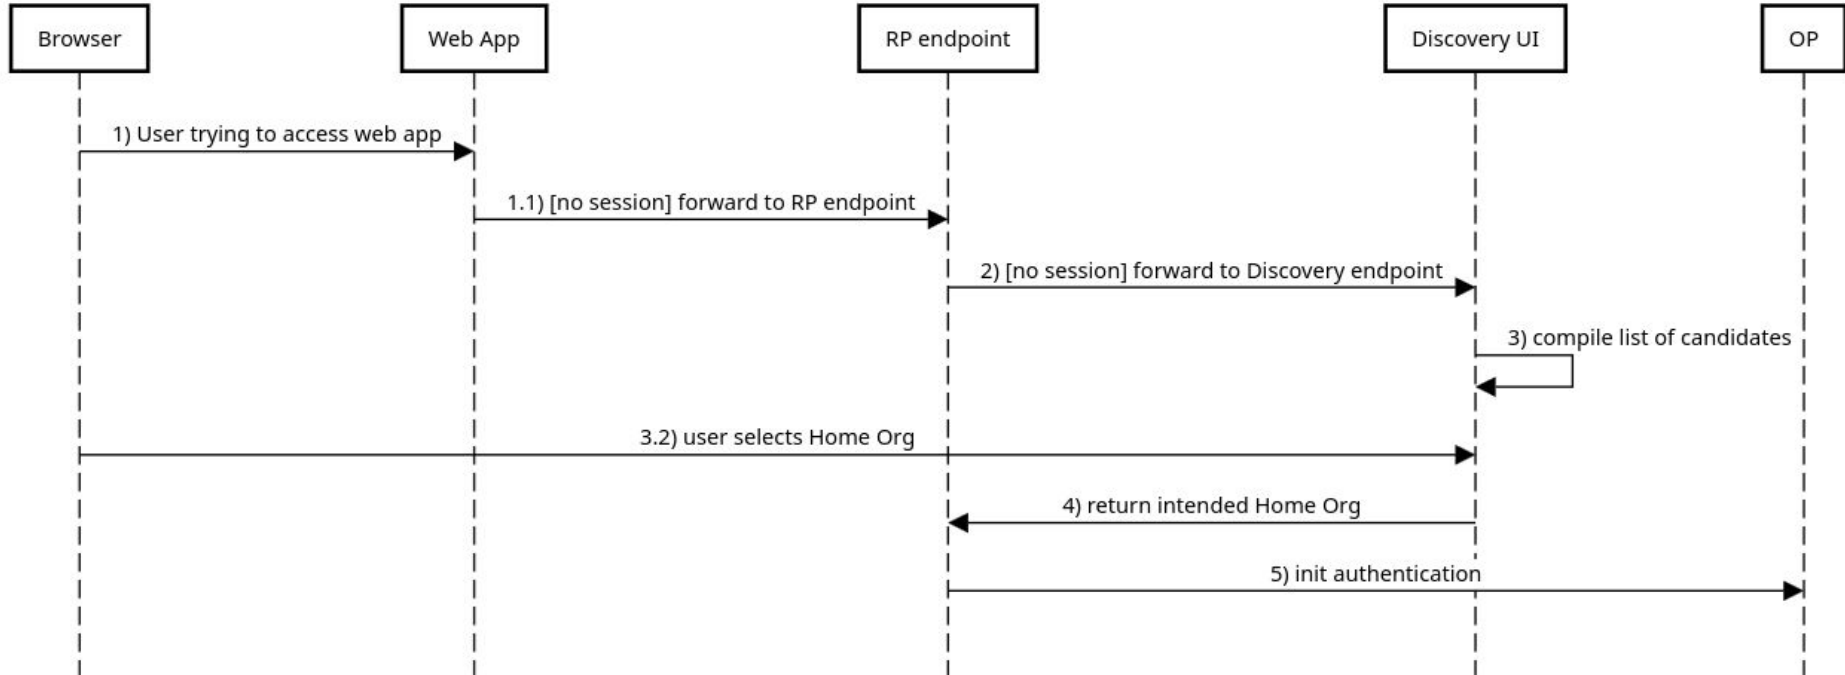 Browser
Web App
RP endpoint
Discovery UI
OP
1) User trying to access web app
1.1) [no session] forward to RP endpoint
2) [no session] forward to Discovery endpoint
3) compile list of candidates
3.2) user selects Home Org
4) return intended Home Org
5) init authentication